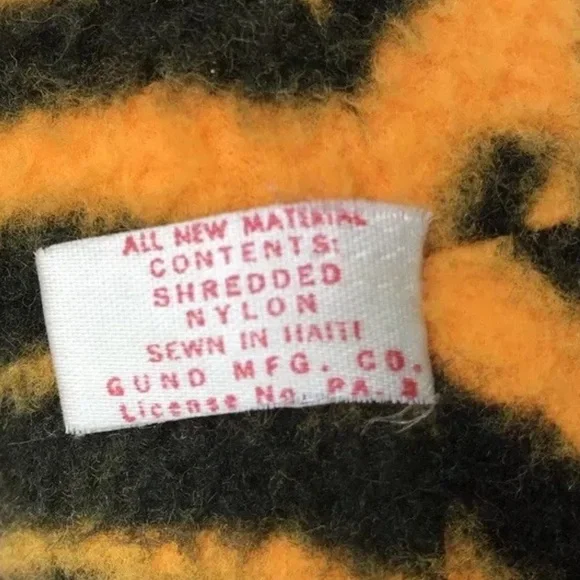 ALL NEW MATERIAL
CONTENTS:
SHREDDED
NYLON
SEWN IN HAITI
GUND MFG. CO.
License No. PA-